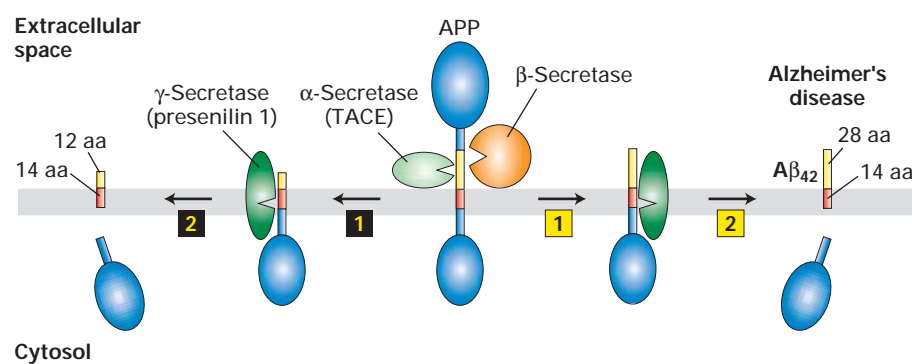 Extracellular
space
APP
γ-Secretase
(presenilin 1)
α-Secretase
(TACE)
β-Secretase
Alzheimer's
disease
12 aa
14 aa
28 aa
Aβ42
14 aa
2
1
1
2
Cytosol